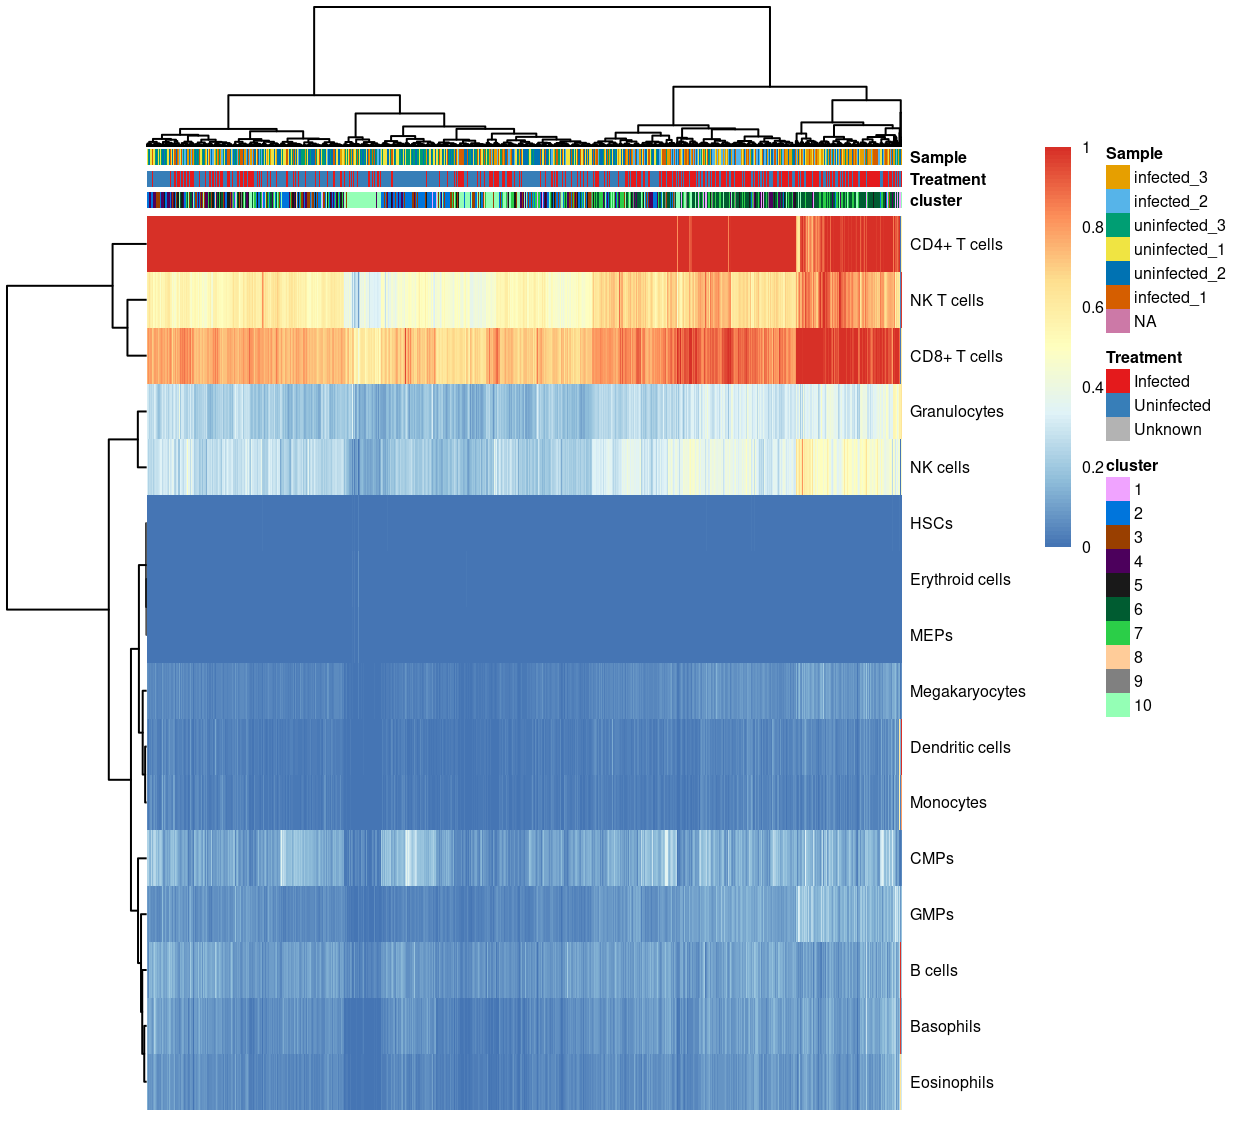 Sample
Treatment
cluster
CD4+ T cells
NK T cells
CD8+ T cells
Granulocytes
NK cells
HSCs
Erythroid cells
MEPs
Megakaryocytes
Dendritic cells
Monocytes
CMPs
GMPs
B cells
Basophils
Eosinophils
1
0.8
0.6
0.4
0.2
0
Sample
infected_3
infected_2
uninfected_3
uninfected_1
uninfected_2
infected_1
NA
Treatment
Infected
Uninfected
Unknown
cluster
1
2
3
4
5
6
7
8
9
10